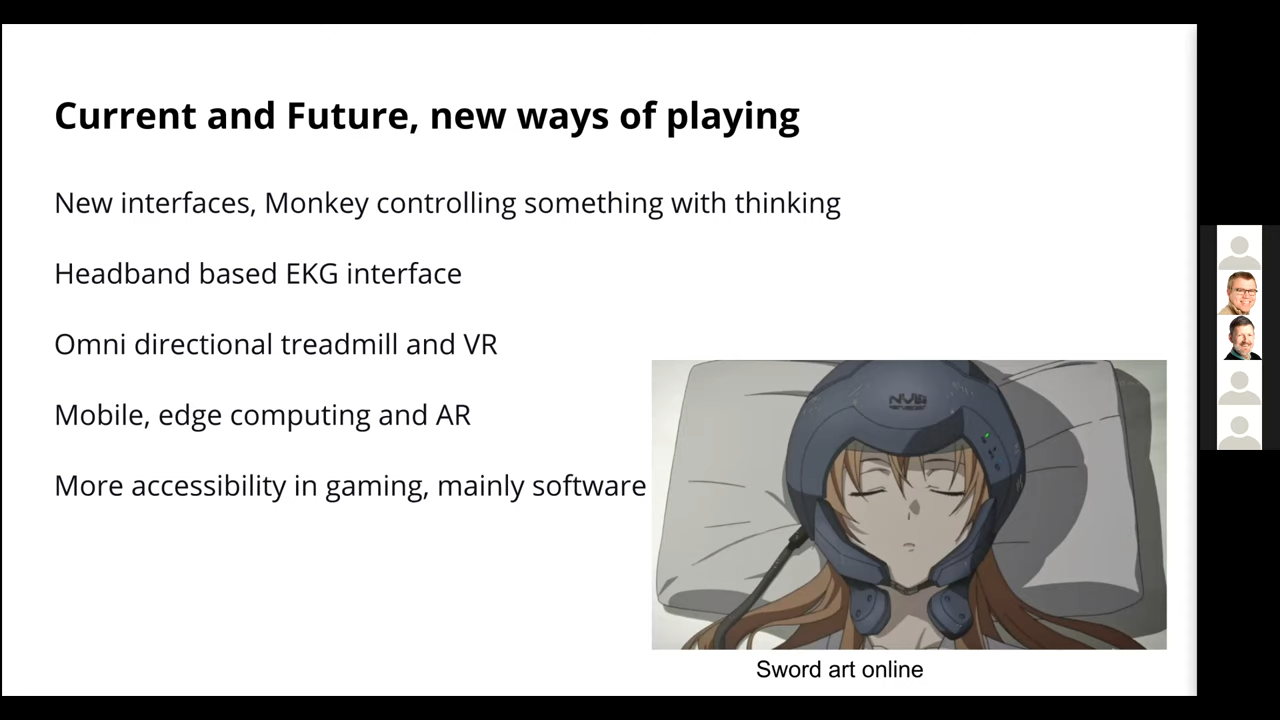 Current and Future, new ways of playing
New interfaces, Monkey controlling something with thinking
Headband based EKG interface
Omni directional treadmill and VR
Mobile, edge computing and AR
More accessibility in gaming, mainly software
Sword art online